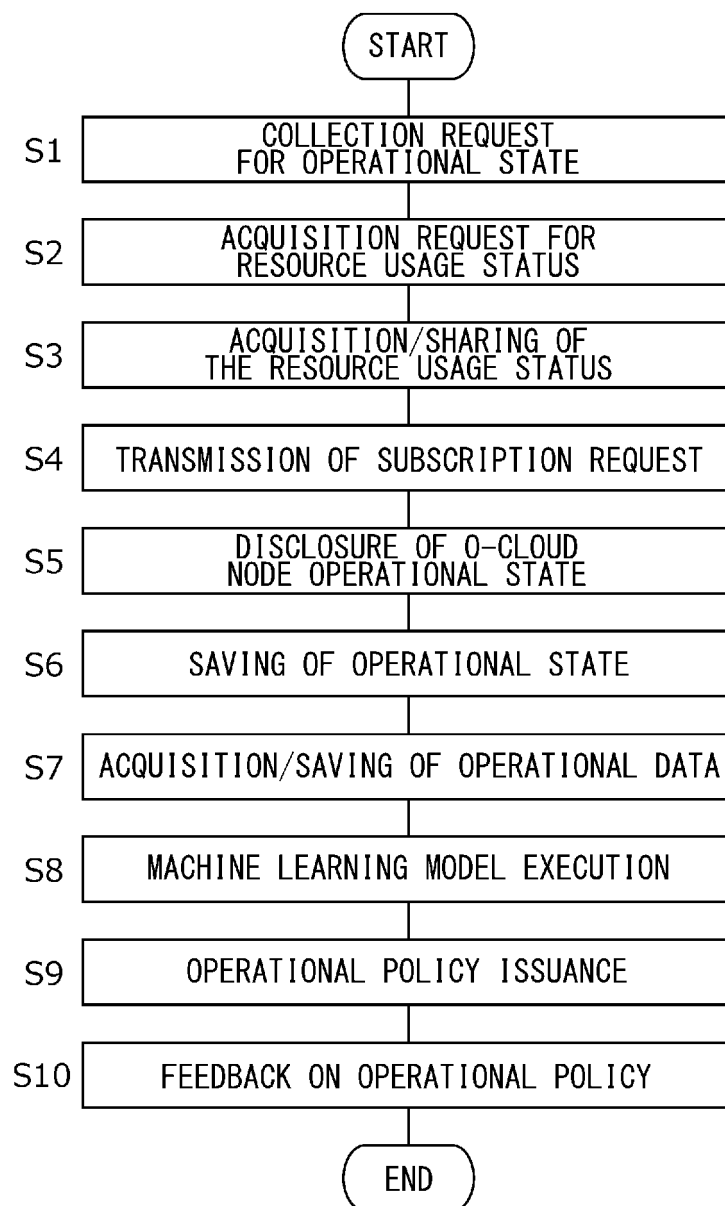 START
S1
COLLECTION REQUEST
FOR OPERATIONAL STATE
S2
ACQUISITION REQUEST FOR
RESOURCE USAGE STATUS
S3
ACQUISITION/SHARING OF
THE RESOURCE USAGE STATUS
S4
TRANSMISSION OF SUBSCRIPTION REQUEST
S5
DISCLOSURE OF O-CLOUD
NODE OPERATIONAL STATE
S6
SAVING OF OPERATIONAL STATE
S7
ACQUISITION/SAVING OF OPERATIONAL DATA
S8
MACHINE LEARNING MODEL EXECUTION
S9
OPERATIONAL POLICY ISSUANCE
S10
FEEDBACK ON OPERATIONAL POLICY
END